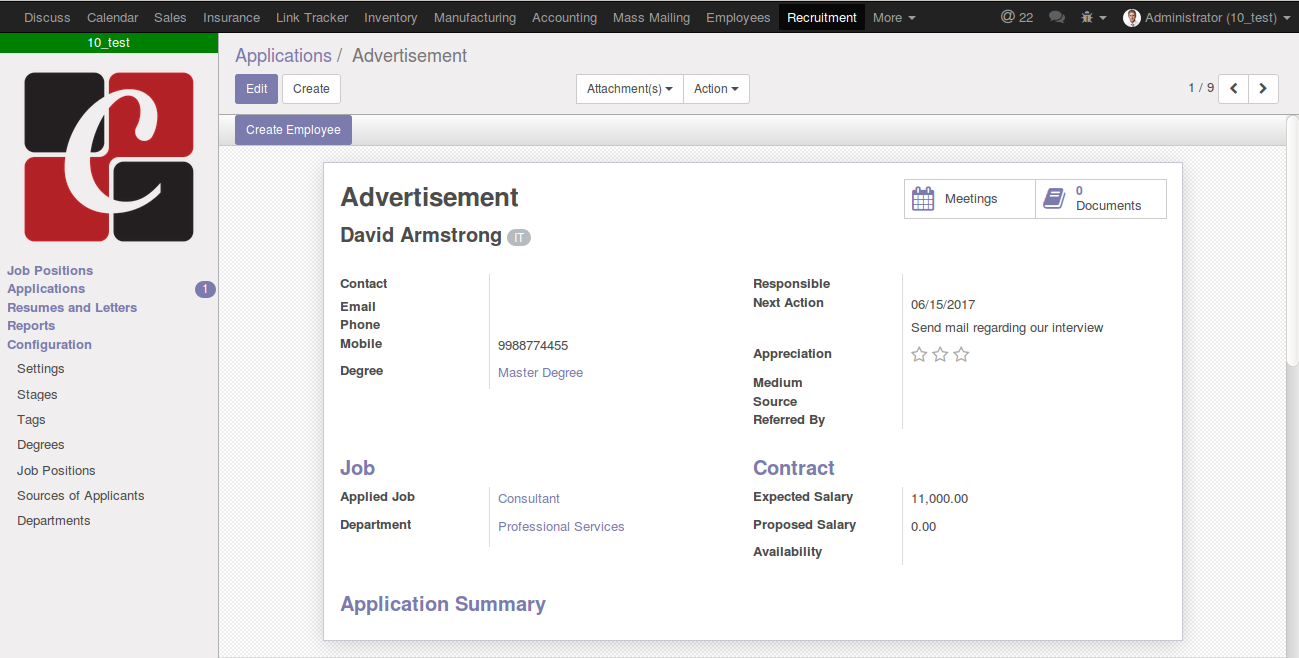 Discuss Calendar Sales Insurance Link Tracker Inventory Manufacturing Accounting Mass Mailing Employees Recruitment More @ 22 Administrator (10_test)
10_test
Applications / Advertisement
Edit Create Attachment(s) Action 1 / 9
Create Employee
C
Advertisement
Meetings
0
Documents
David Armstrong IT
Job Positions
Applications 1
Resumes and Letters
Reports
Configuration
Settings
Stages
Tags
Degrees
Job Positions
Sources of Applicants
Departments
Contact
Email
Phone
Mobile 9988774455
Degree Master Degree
Responsible
Next Action 06/15/2017
Send mail regarding our interview
Appreciation
Medium
Source
Referred By
Job
Applied Job Consultant
Department Professional Services
Contract
Expected Salary 11,000.00
Proposed Salary 0.00
Availability
Application Summary